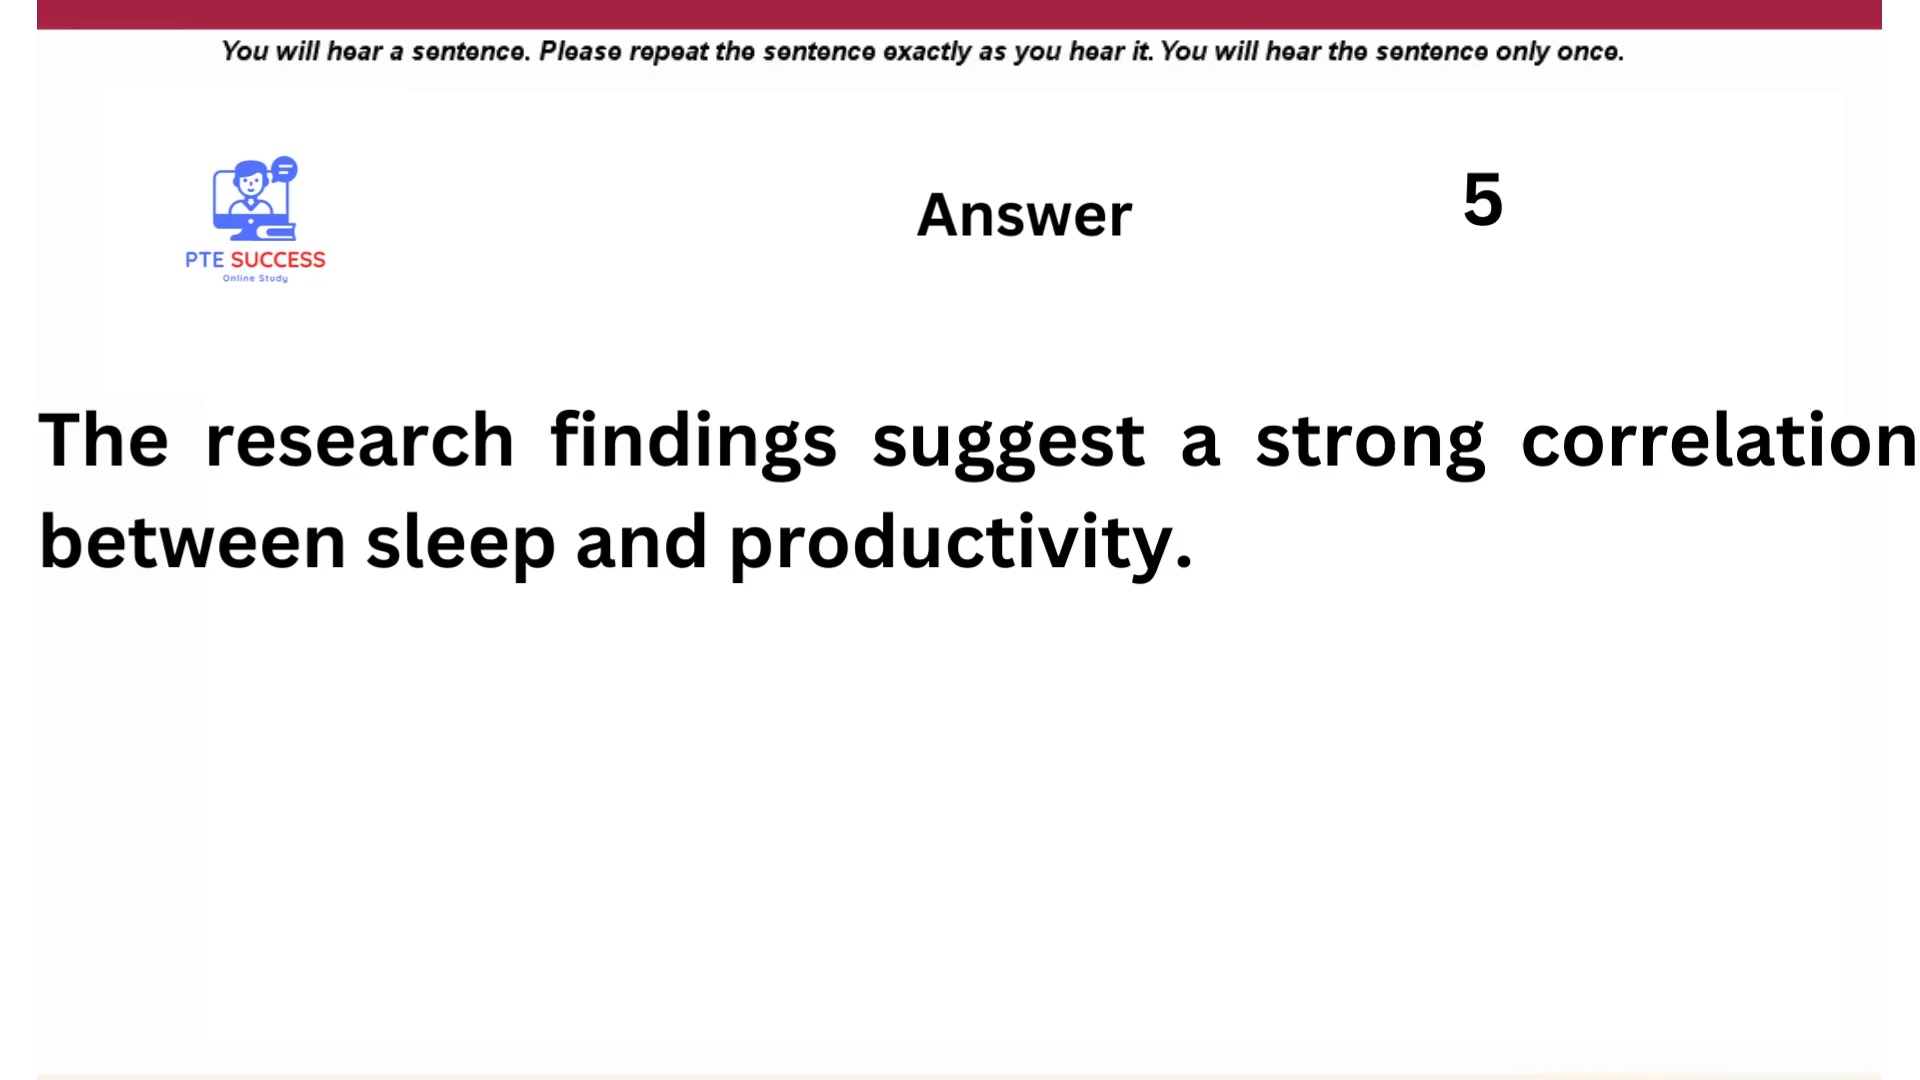 You will hear a sentence. Please repeat the sentence exactly as you hear it. You will hear the sentence only once.
Answer
5
PTE SUCCESS
Online Study
The research findings suggest a strong correlation
between sleep and productivity.